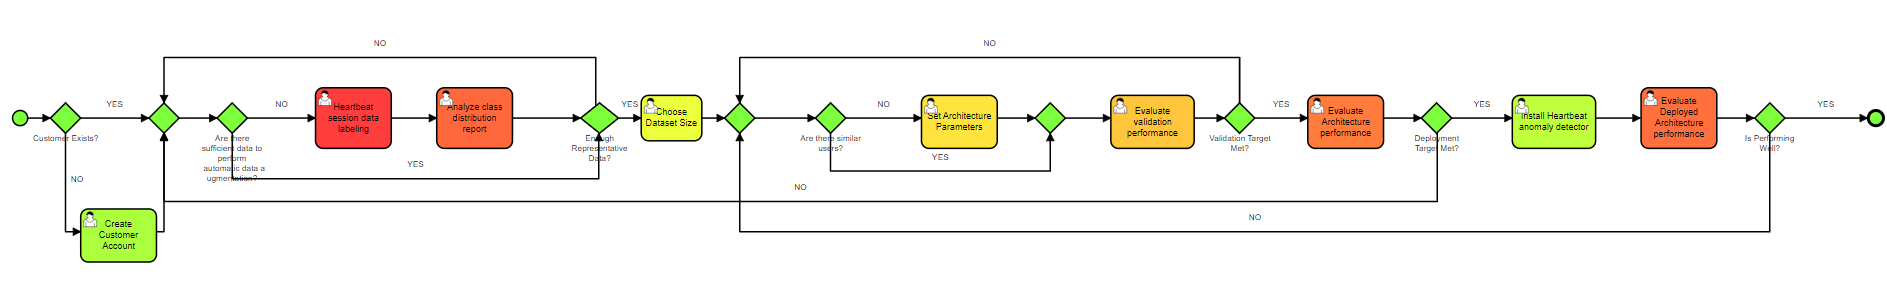 NO
NO
YES
NO
YES
NO
YES
YES
YES
Customer Exists?
Are there
sufficient data to
perform
automatic data a
ugmentation?
Heartbeat
session data
labeling
Analyze class
distribution
report
Enough
Representative
Data?
Choose
Dataset Size
Are there similar
users?
Set Architecture
Parameters
Evaluate
validation
performance
Validation Target
Met?
Evaluate
Architecture
performance
Deployment
Target Met?
Install Heartbeat
anomaly detector
Evaluate
Deployed
Architecture
performance
Is Performing
Well?
YES
YES
NO
NO
NO
Create
Customer
Account